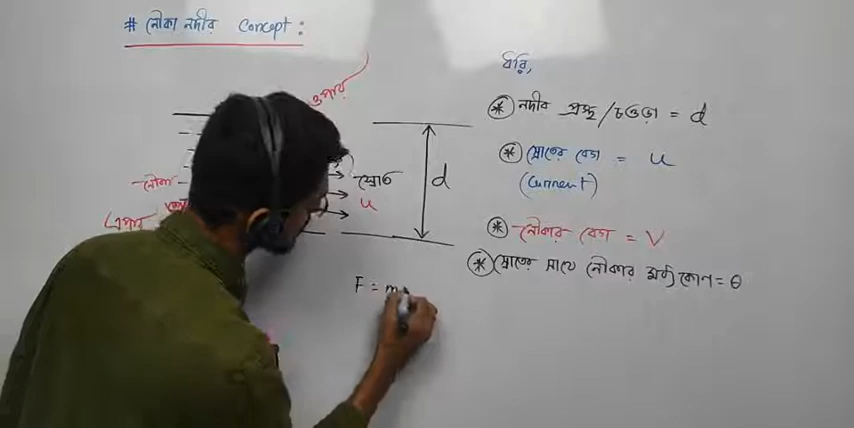 # নৌকা নদীর Concept :
ওপার
ধরি,
* নদীর প্রস্থ/চওড়া = d
* স্রোতের বেগ = u
(Current)
স্রোত
d
u
নৌকা
এপার
* নৌকার বেগ = V
* স্রোতের সাথে নৌকার মধ্য কোণ = θ
F = m